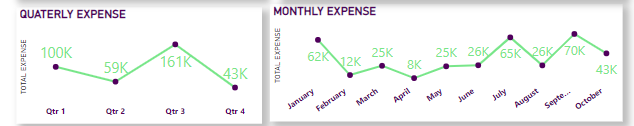 QUATERLY EXPENSE
TOTAL EXPENSE
100K
59K
161K
43K
Qtr 1
Qtr 2
Qtr 3
Qtr 4
MONTHLY EXPENSE
TOTAL EXPENSE
62K
12K
25K
8K
25K
26K
65K
26K
70K
43K
January
February
March
April
May
June
July
August
Septe...
October